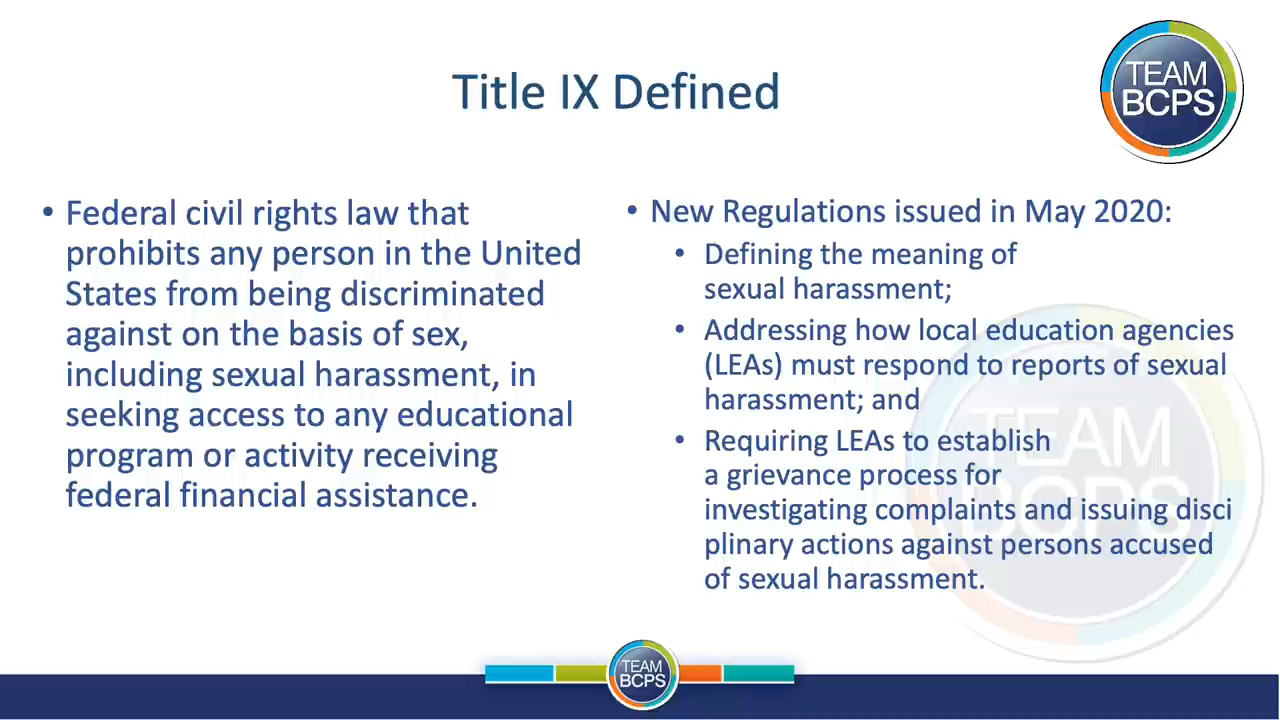 Title IX Defined
TEAM
BCPS
• Federal civil rights law that
prohibits any person in the United
States from being discriminated
against on the basis of sex,
including sexual harassment, in
seeking access to any educational
program or activity receiving
federal financial assistance.
• New Regulations issued in May 2020:
• Defining the meaning of
sexual harassment;
• Addressing how local education agencies
(LEAs) must respond to reports of sexual
harassment; and
• Requiring LEAs to establish
a grievance process for
investigating complaints and issuing disci
plinary actions against persons accused
of sexual harassment.
TEAM
BCPS
TEAM
BCPS